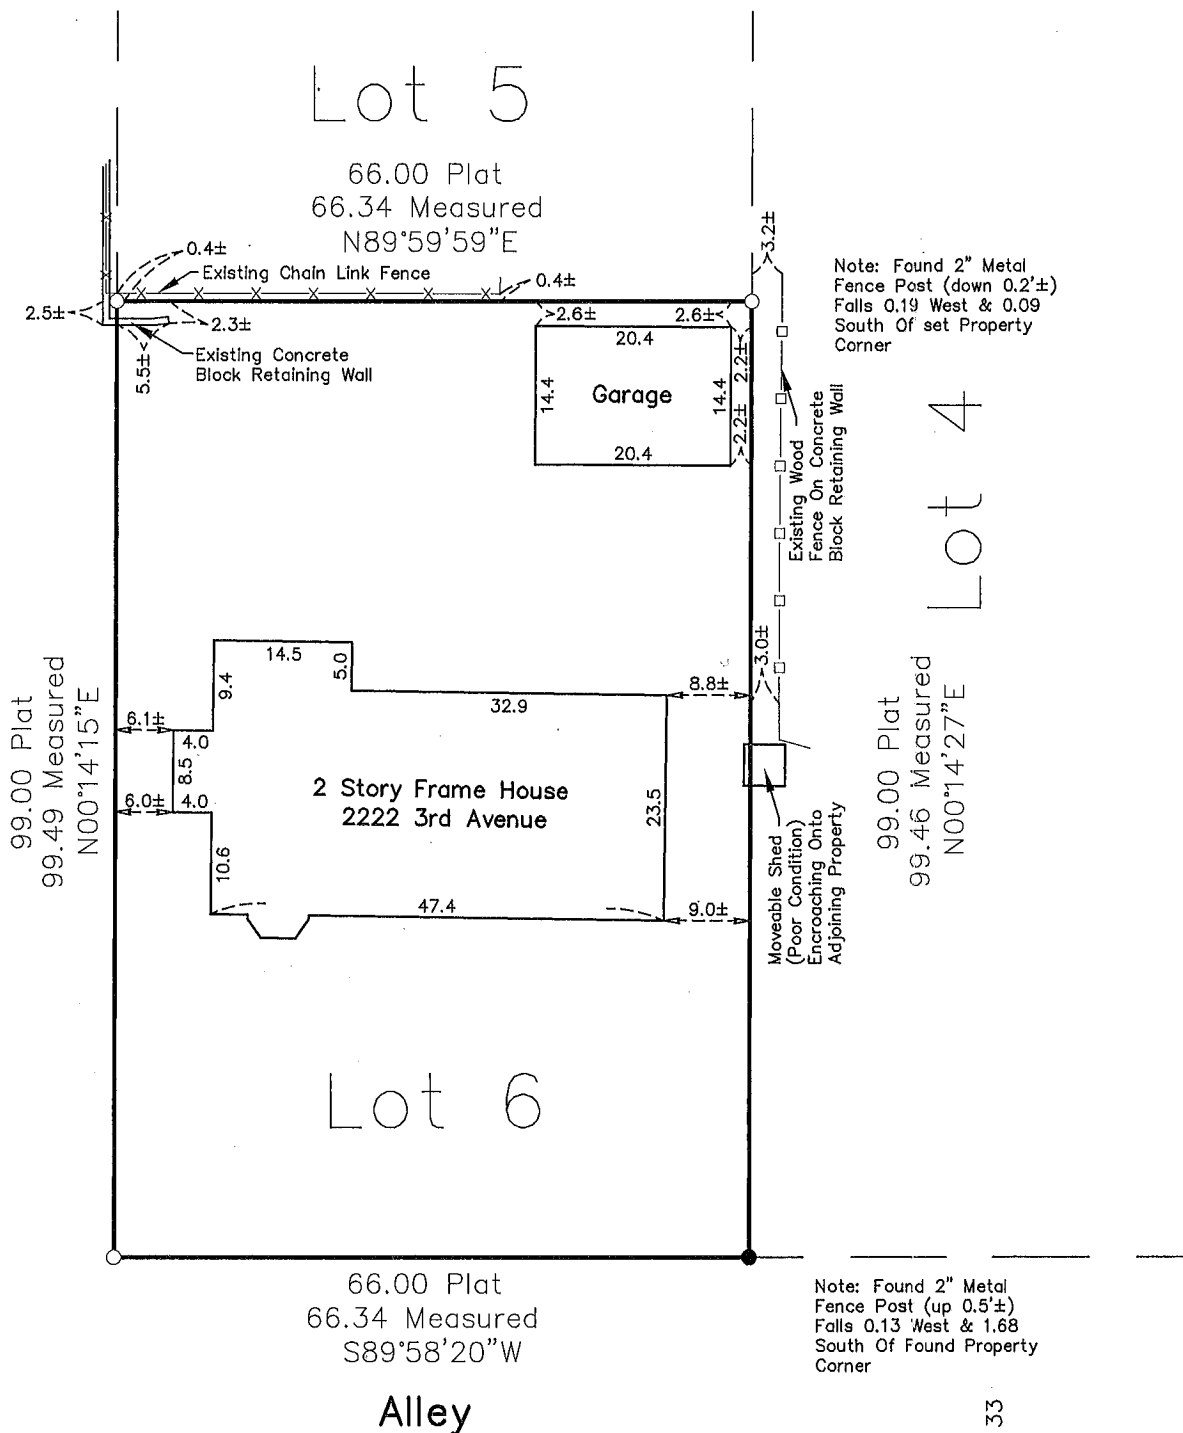 Lot 5
66.00 Plat
66.34 Measured
N89°59'59"E
0.4±
Existing Chain Link Fence
0.4±
3.2±
Note: Found 2" Metal
Fence Post (down 0.2'±)
Falls 0.19 West & 0.09
South Of set Property
Corner
2.5±
2.3±
5.5±
Existing Concrete
Block Retaining Wall
2.6±
2.6±
20.4
14.4
Garage
14.4
20.4
2.2±
2.2±
Existing Wood
Fence On Concrete
Block Retaining Wall
Lot 4
99.00 Plat
99.46 Measured
N00°14'27"E
99.00 Plat
99.49 Measured
N00°14'15"E
14.5
5.0
9.4
32.9
8.8±
3.0±
6.1±
4.0
8.5
6.0±
4.0
2 Story Frame House
2222 3rd Avenue
23.5
10.6
47.4
9.0±
Moveable Shed
(Poor Condition)
Encroaching Onto
Adjoining Property
Lot 6
66.00 Plat
66.34 Measured
S89°58'20"W
Note: Found 2" Metal
Fence Post (up 0.5'±)
Falls 0.13 West & 1.68
South Of Found Property
Corner
Alley
33